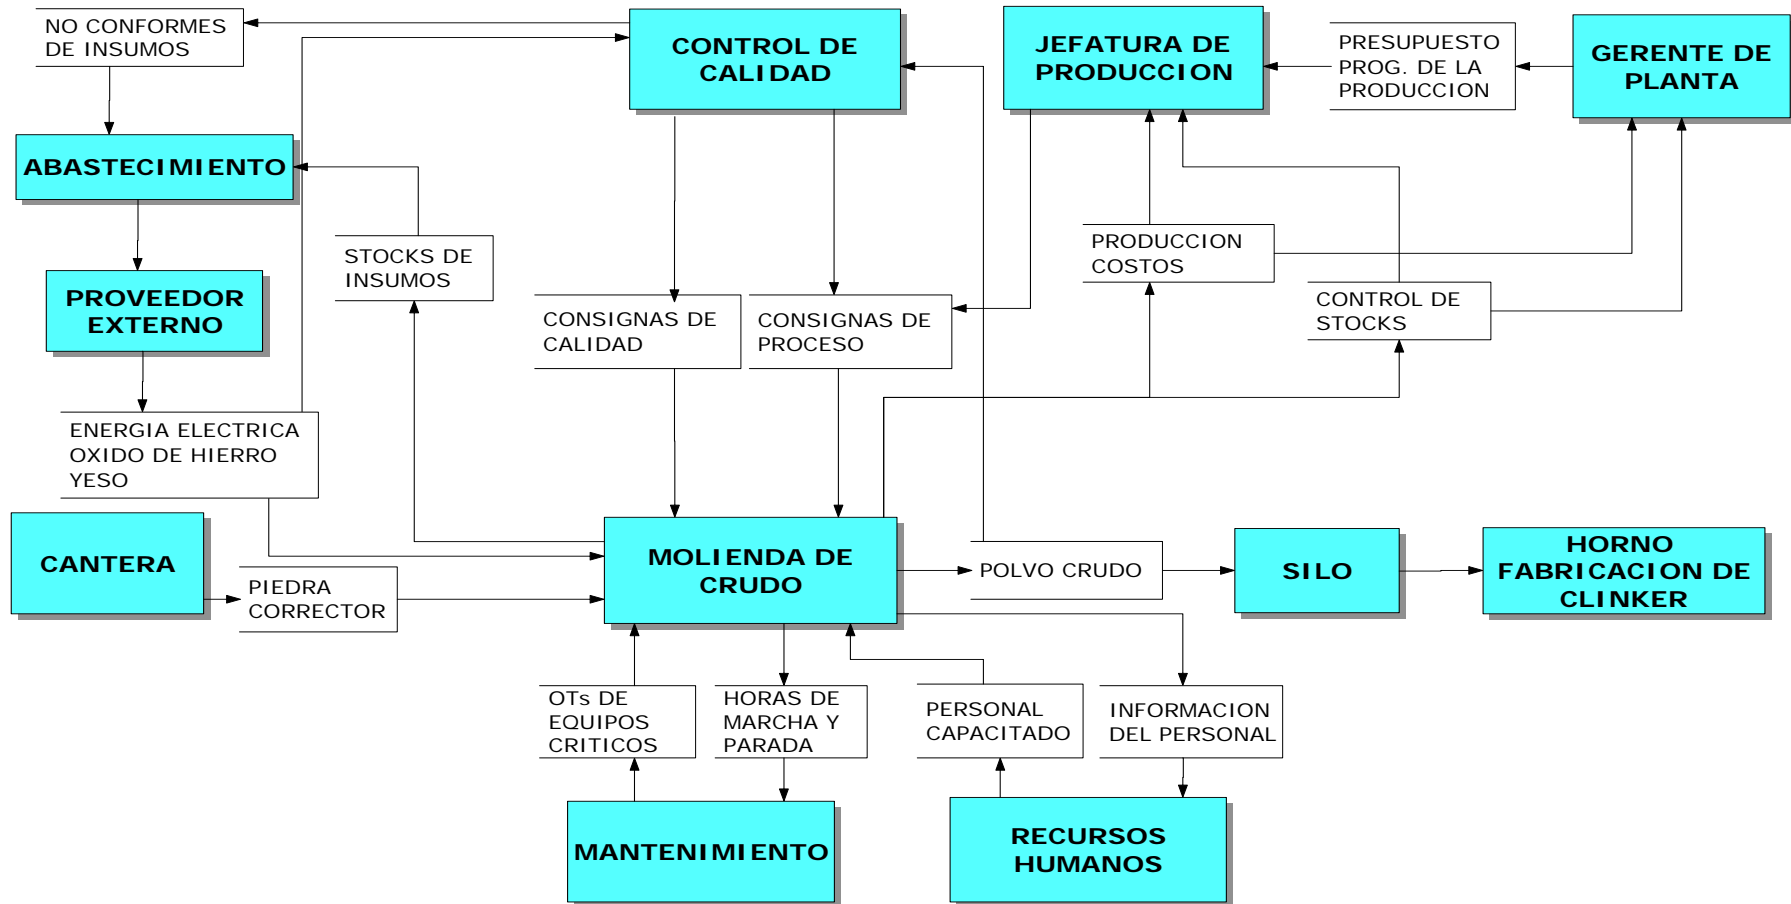 NO CONFORMES
DE INSUMOS
CONTROL DE
CALIDAD
JEFATURA DE
PRODUCCION
PRESUPUESTO
PROG. DE LA
PRODUCCION
GERENTE DE
PLANTA
ABASTECIMIENTO
STOCKS DE
INSUMOS
PRODUCCION
COSTOS
PROVEEDOR
EXTERNO
CONSIGNAS DE
CALIDAD
CONSIGNAS DE
PROCESO
CONTROL DE
STOCKS
ENERGIA ELECTRICA
OXIDO DE HIERRO
YESO
CANTERA
PIEDRA
CORRECTOR
MOLIENDA DE
CRUDO
POLVO CRUDO
SILO
HORNO
FABRICACION DE
CLINKER
OTs DE
EQUIPOS
CRITICOS
HORAS DE
MARCHA Y
PARADA
PERSONAL
CAPACITADO
INFORMACION
DEL PERSONAL
MANTENIMIENTO
RECURSOS
HUMANOS